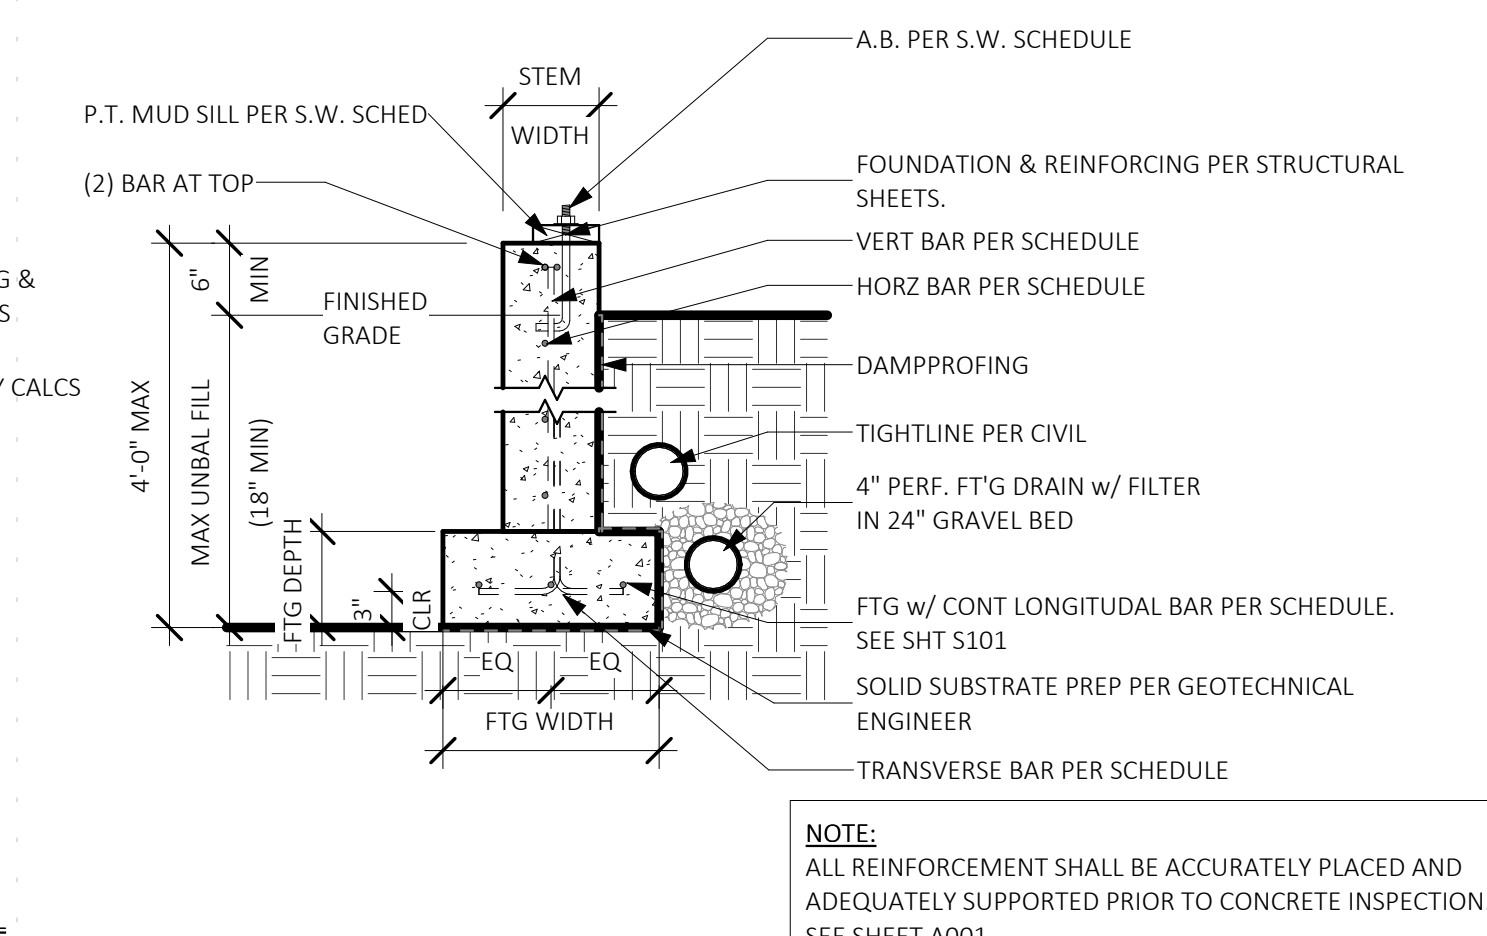 A.B. PER S.W. SCHEDULE
STEM
WIDTH
P.T. MUD SILL PER S.W. SCHED
(2) BAR AT TOP
FOUNDATION & REINFORCING PER STRUCTURAL
SHEETS.
VERT BAR PER SCHEDULE
HORZ BAR PER SCHEDULE
6"
MIN
G &
S
FINISHED
GRADE
DAMPPROFING
Y CALCS
4'-0" MAX
MAX UNBAL FILL
(18" MIN)
TIGHTLINE PER CIVIL
4" PERF. FT'G DRAIN w/ FILTER
IN 24" GRAVEL BED
FTG DEPTH
3"
CLR
FTG w/ CONT LONGITUDAL BAR PER SCHEDULE.
SEE SHT S101
EQ
EQ
SOLID SUBSTRATE PREP PER GEOTECHNICAL
ENGINEER
FTG WIDTH
TRANSVERSE BAR PER SCHEDULE
NOTE:
ALL REINFORCEMENT SHALL BE ACCURATELY PLACED AND
ADEQUATELY SUPPORTED PRIOR TO CONCRETE INSPECTION.
SEE SHEET A001